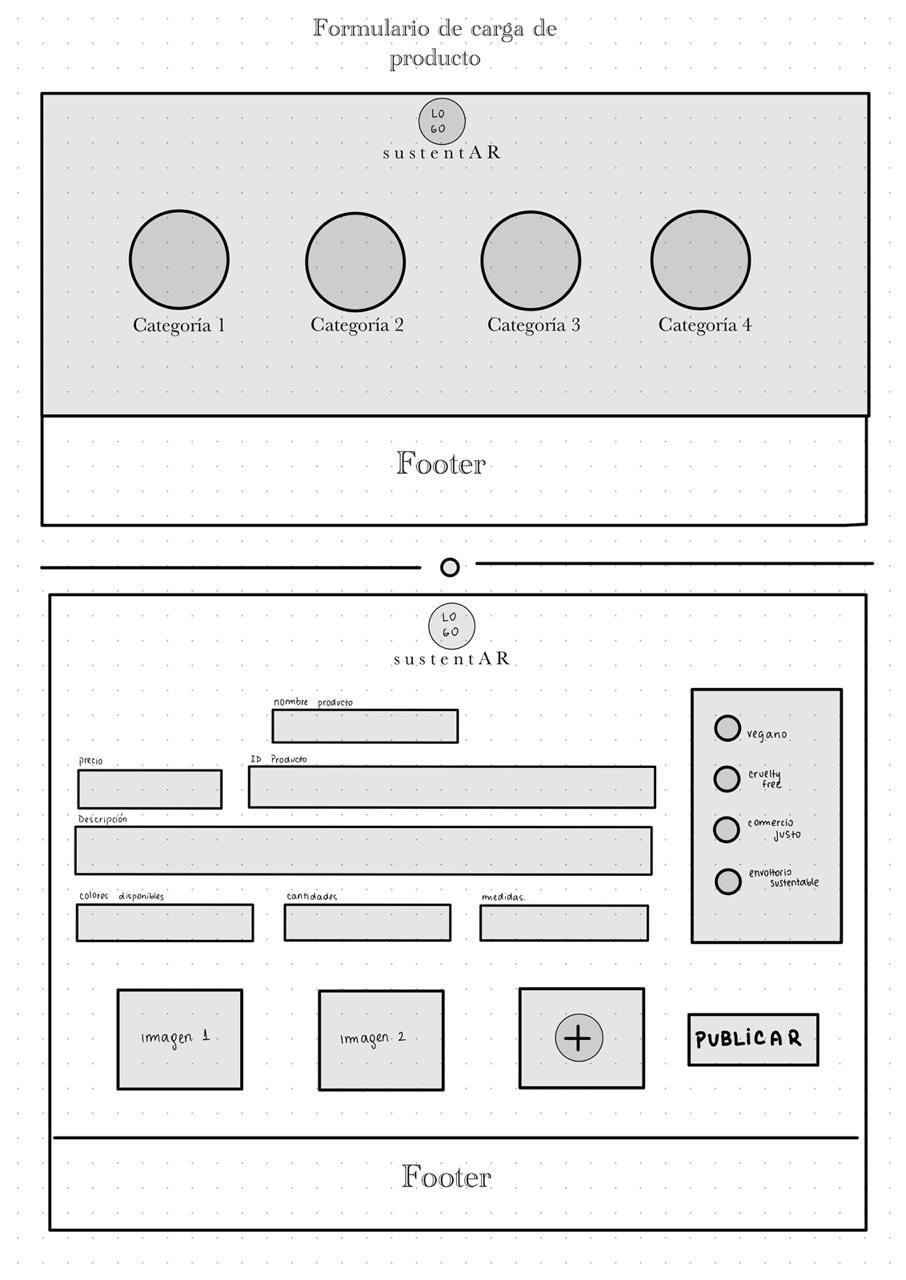 Formulario de carga de
producto
LO
GO
sustentAR
Categoría 1
Categoría 2
Categoría 3
Categoría 4
Footer
LO
GO
sustentAR
nombre producto
precio
ID Producto
Descripción
colores disponibles
cantidades
medidas.
vegano
cruelty
free
comercio
justo
envoltorio
sustentable
imagen 1
imagen 2
+
PUBLICAR
Footer